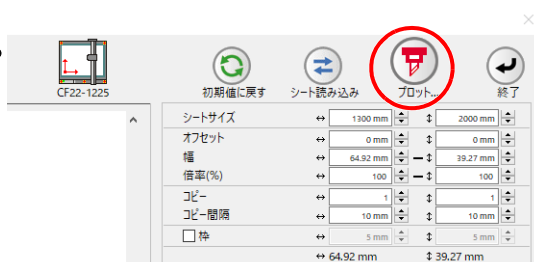 CF22-1225
初期値に戻す
シート読み込み
プロット...
終了
シートサイズ ↔ 1300 mm ↕ 2000 mm
オフセット ↔ 0 mm ↕ 0 mm
幅 ↔ 64.92 mm ↕ 39.27 mm
倍率(%) ↔ 100 ↕ 100
コピー ↔ 1 ↕ 1
コピー間隔 ↔ 10 mm ↕ 10 mm
枠 ↔ 5 mm ↕ 5 mm
↔ 64.92 mm ↕ 39.27 mm